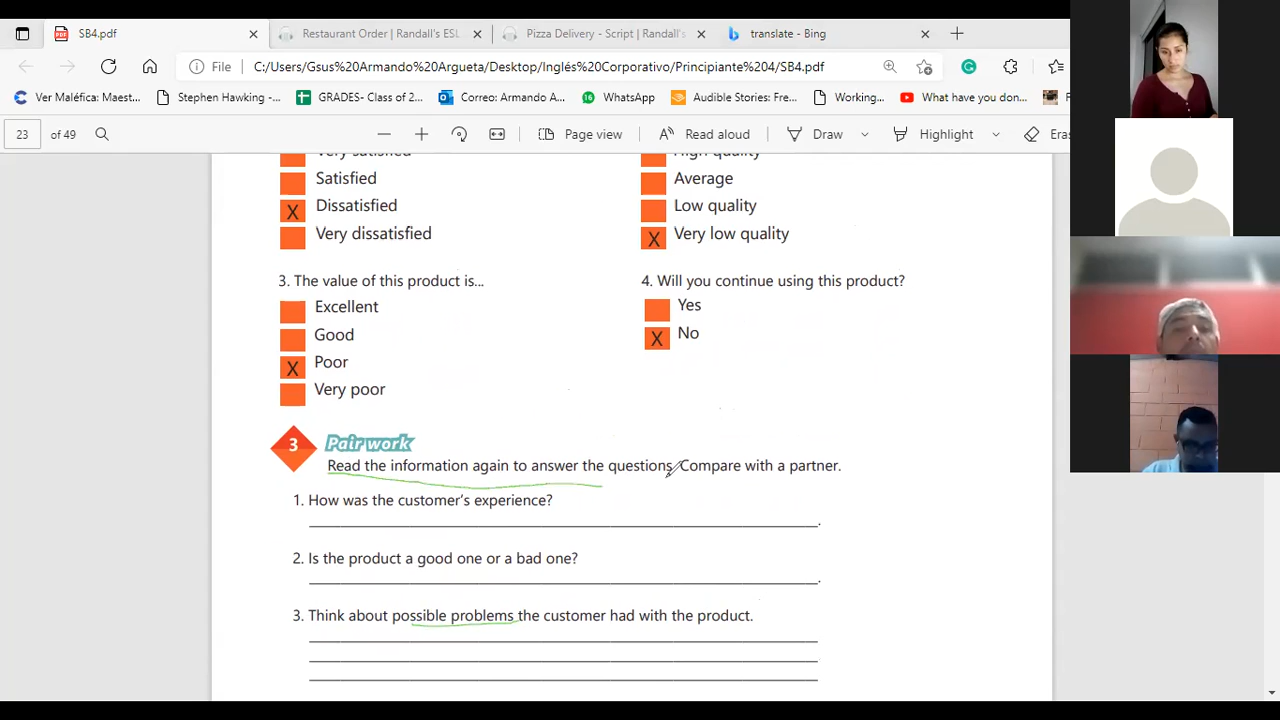 SB4.pdf
Restaurant Order | Randall's ESL
Pizza Delivery - Script | Randall's
translate - Bing
File C:/Users/Gsus%20Armando%20Argueta/Desktop/Inglés%20Corporativo/Principiante%204/SB4.pdf
Ver Maléfica: Maest...
Stephen Hawking -...
GRADES- Class of 2...
Correo: Armando A...
WhatsApp
Audible Stories: Fre...
Working...
What have you don...
23 of 49
Page view
Read aloud
Draw
Highlight
Eras
Very satisfied
High quality
Satisfied
Average
X Dissatisfied
Low quality
Very dissatisfied
X Very low quality
3. The value of this product is...
4. Will you continue using this product?
Excellent
Yes
Good
X No
X Poor
Very poor
3 Pair work
Read the information again to answer the questions. Compare with a partner.
1. How was the customer's experience?
2. Is the product a good one or a bad one?
3. Think about possible problems the customer had with the product.